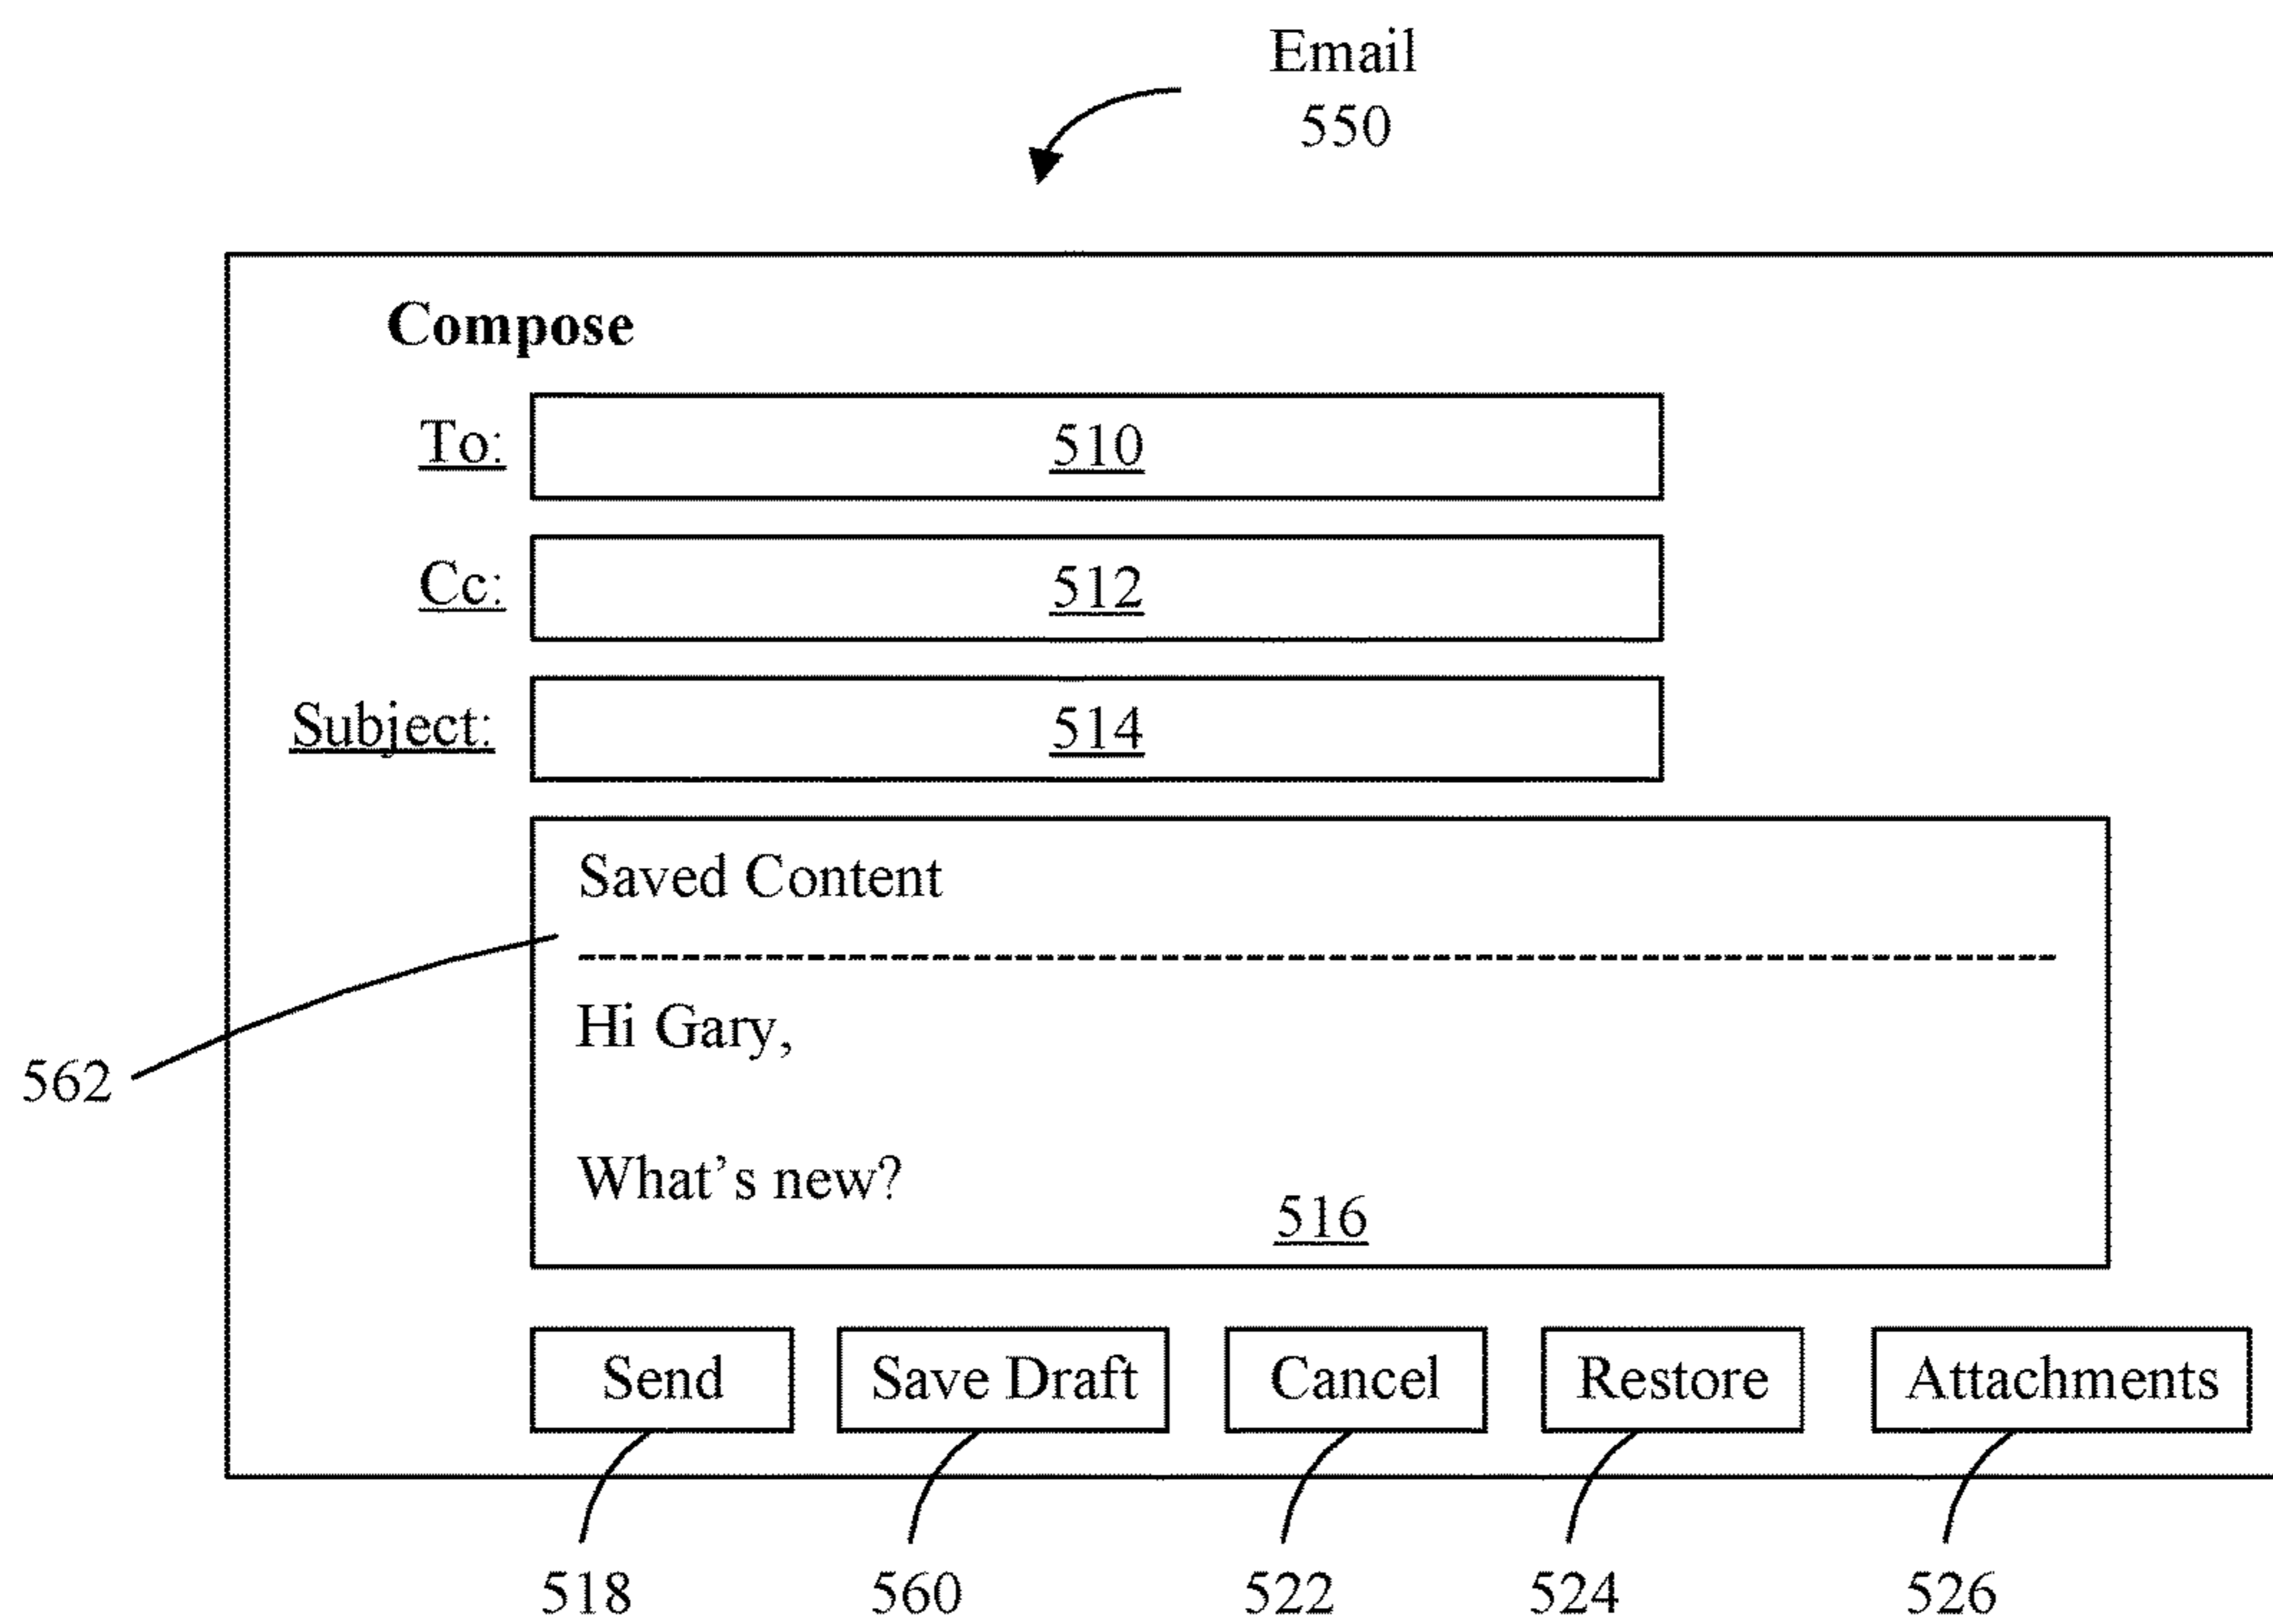 Email
550
Compose
To: 510
Cc: 512
Subject: 514
Saved Content
Hi Gary,
562
What's new?
516
Send Save Draft Cancel Restore Attachments
518 560 522 524 526